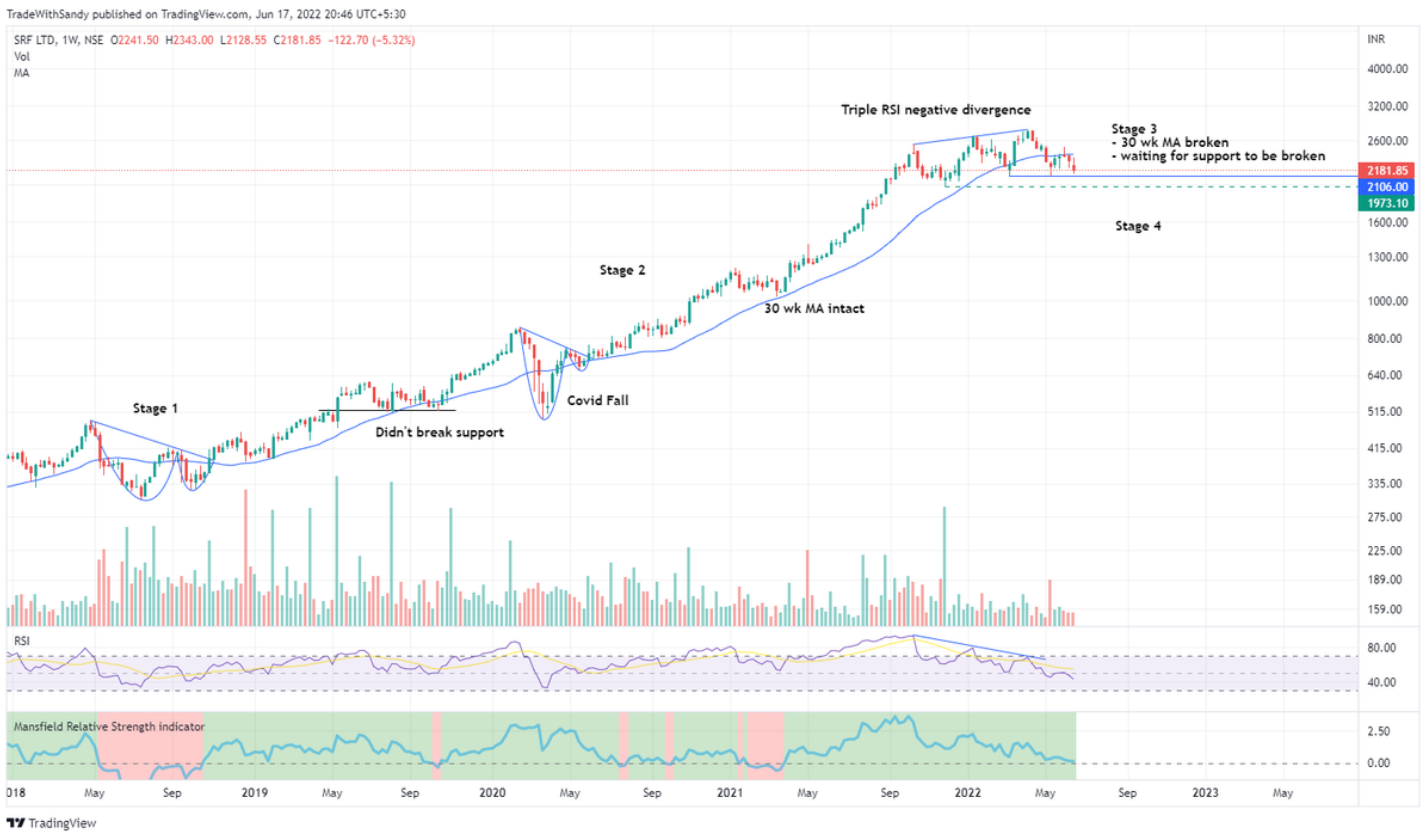 TradeWithSandy published on TradingView.com, Jun 17, 2022 20:46 UTC+5:30
SRF LTD, 1W, NSE O2241.50 H2343.00 L2128.55 C2181.85 −122.70 (−5.32%)
INR
Vol
MA
4000.00
3200.00
Triple RSI negative divergence
Stage 3
- 30 wk MA broken
- waiting for support to be broken
2600.00
2181.85
2106.00
1973.10
Stage 4
1600.00
1300.00
Stage 2
30 wk MA intact
1000.00
800.00
640.00
Covid Fall
Stage 1
515.00
Didn't break support
415.00
335.00
275.00
225.00
189.00
159.00
RSI
80.00
40.00
Mansfield Relative Strength indicator
2.50
0.00
018 May Sep 2019 May Sep 2020 May Sep 2021 May Sep 2022 May Sep 2023 May
TradingView